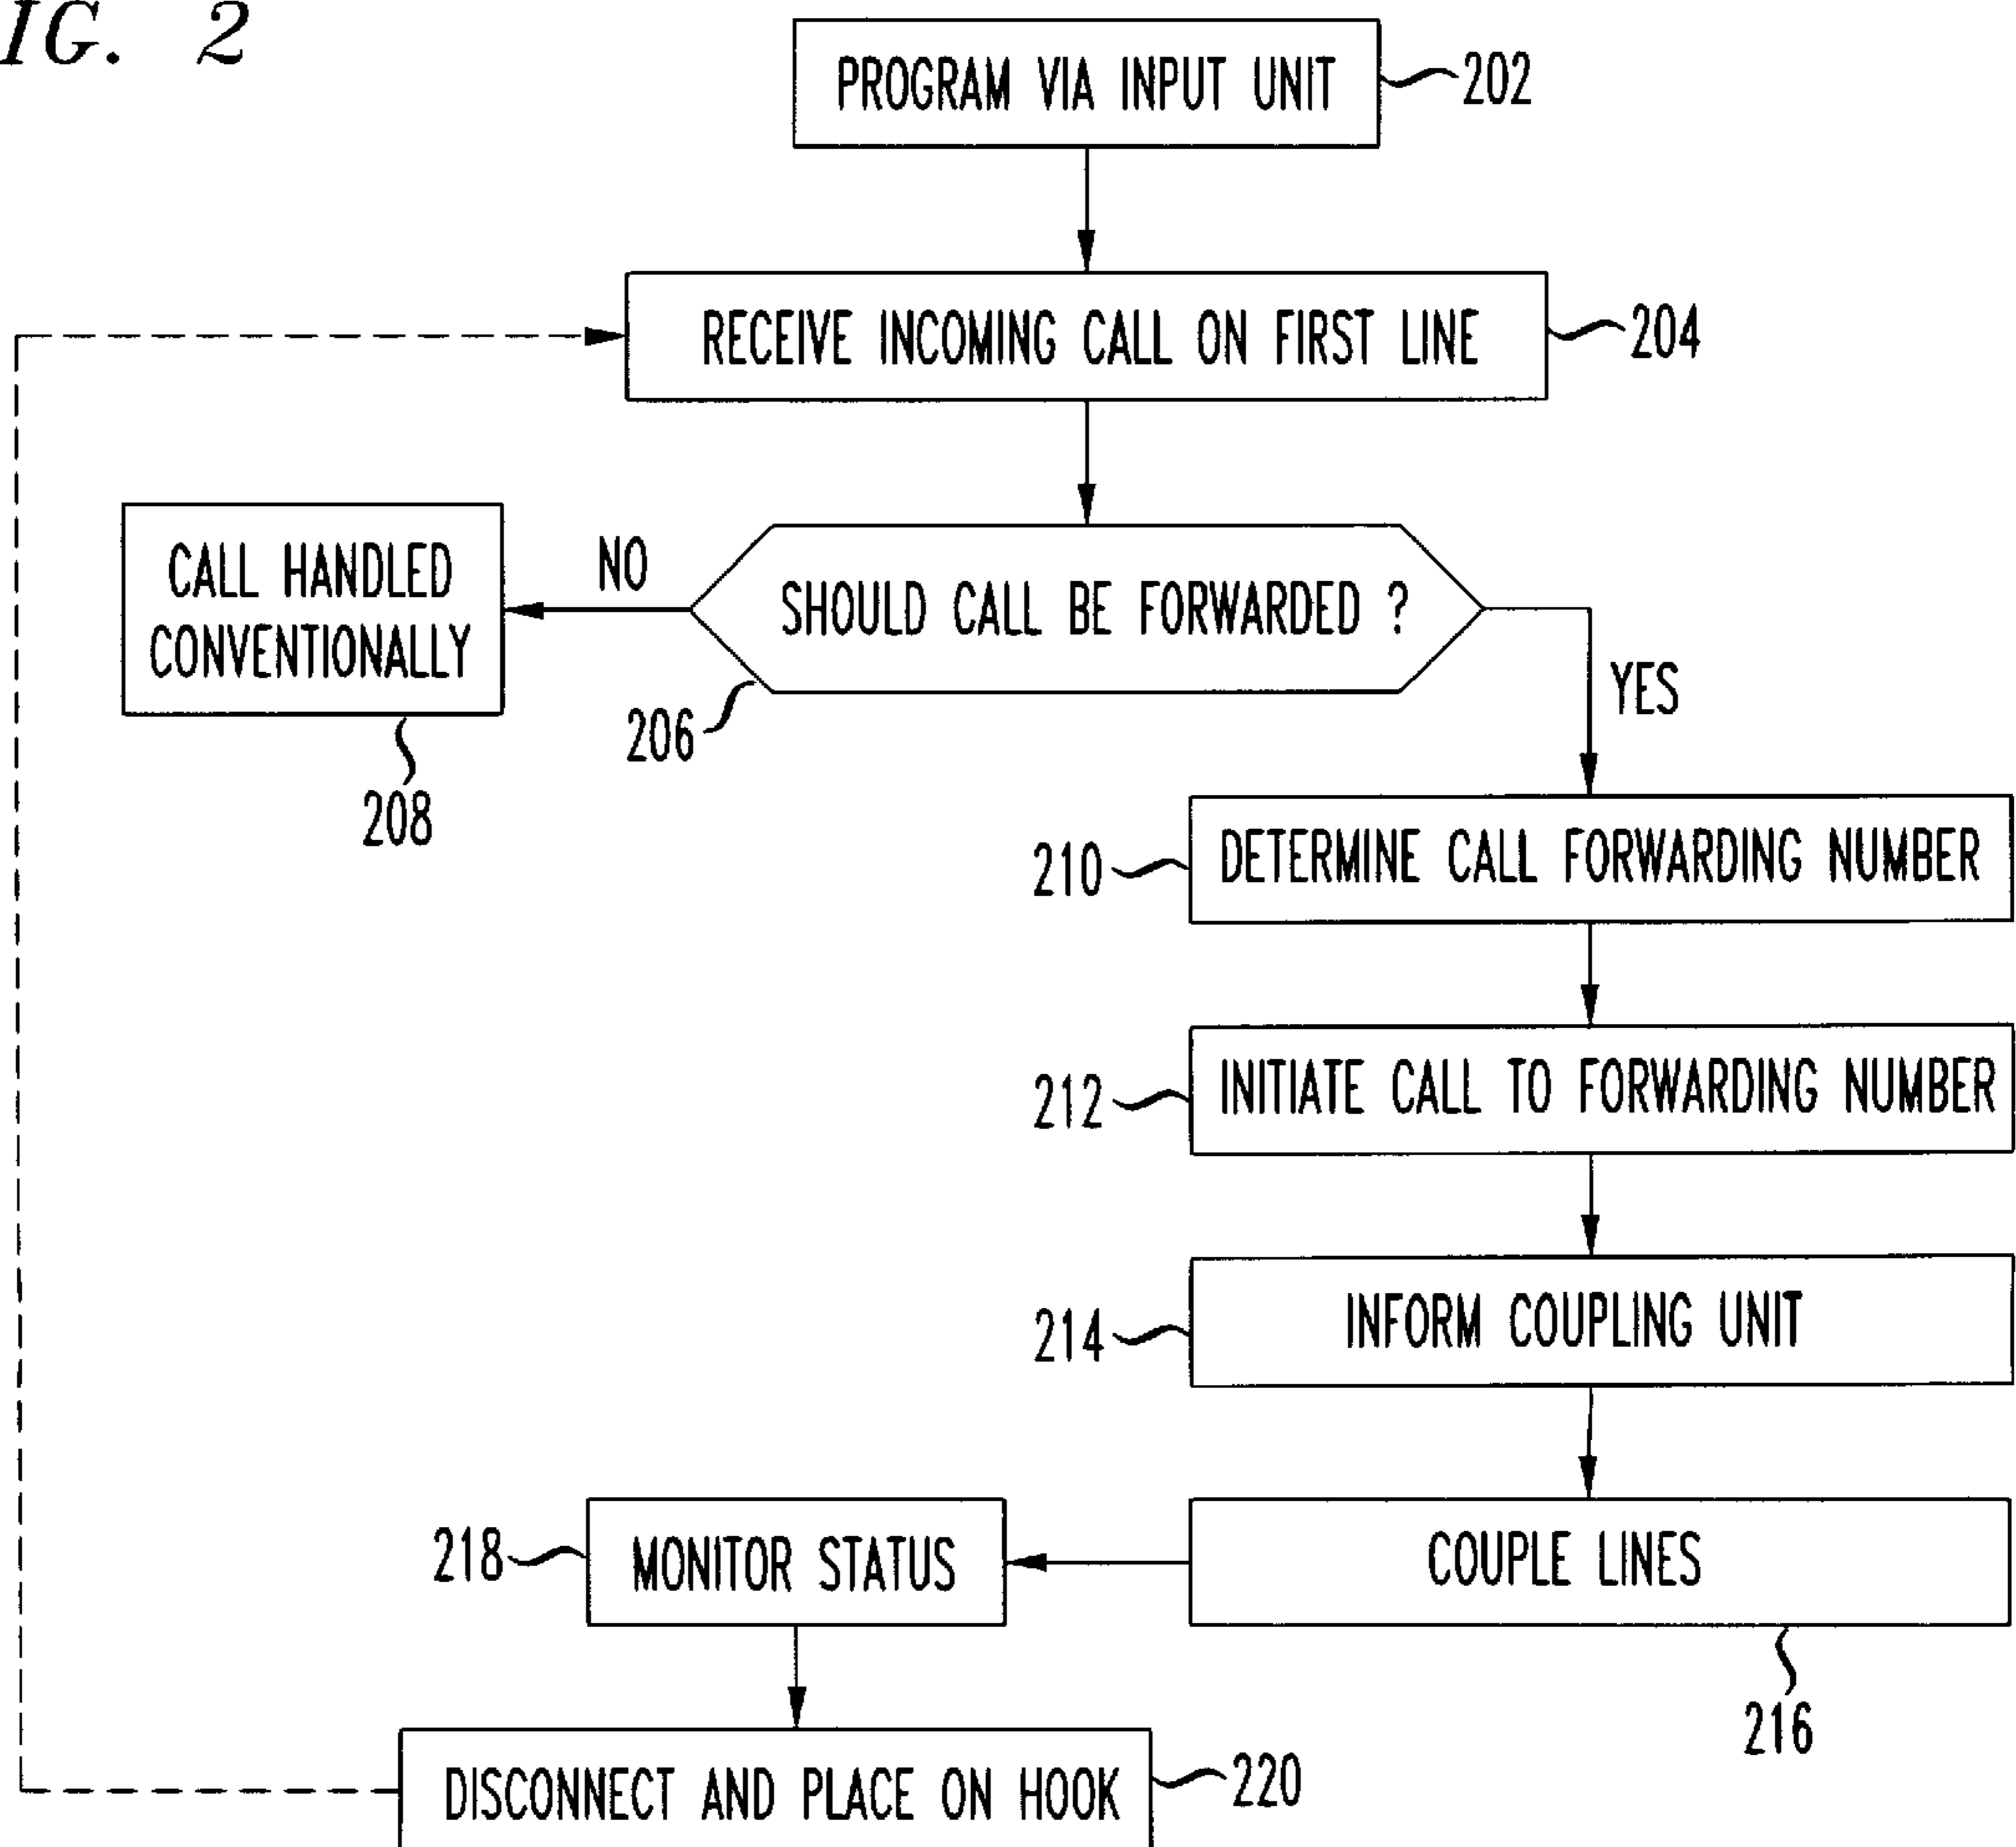 IG. 2
PROGRAM VIA INPUT UNIT
202
RECEIVE INCOMING CALL ON FIRST LINE
204
CALL HANDLED
CONVENTIONALLY
NO
SHOULD CALL BE FORWARDED ?
YES
206
208
210
DETERMINE CALL FORWARDING NUMBER
212
INITIATE CALL TO FORWARDING NUMBER
214
INFORM COUPLING UNIT
218
MONITOR STATUS
COUPLE LINES
216
DISCONNECT AND PLACE ON HOOK
220